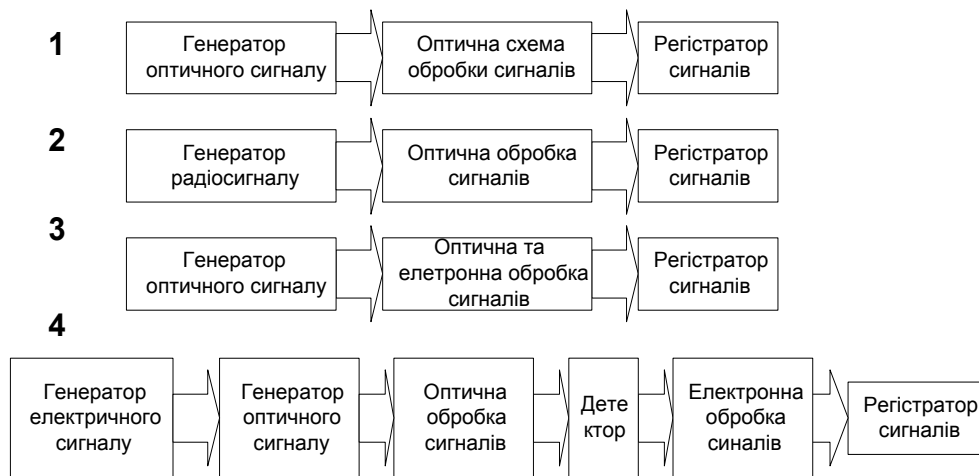 1
Генератор
оптичного сигналу
Оптична схема
обробки сигналів
Регістратор
сигналів
2
Генератор
радіосигналу
Оптична обробка
сигналів
Регістратор
сигналів
3
Генератор
оптичного сигналу
Оптична та
елетронна обробка
сигналів
Регістратор
сигналів
4
Генератор
електричного
сигналу
Генератор
оптичного
сигналу
Оптична
обробка
сигналів
Дете
ктор
Електронна
обробка
синалів
Регістратор
сигналів